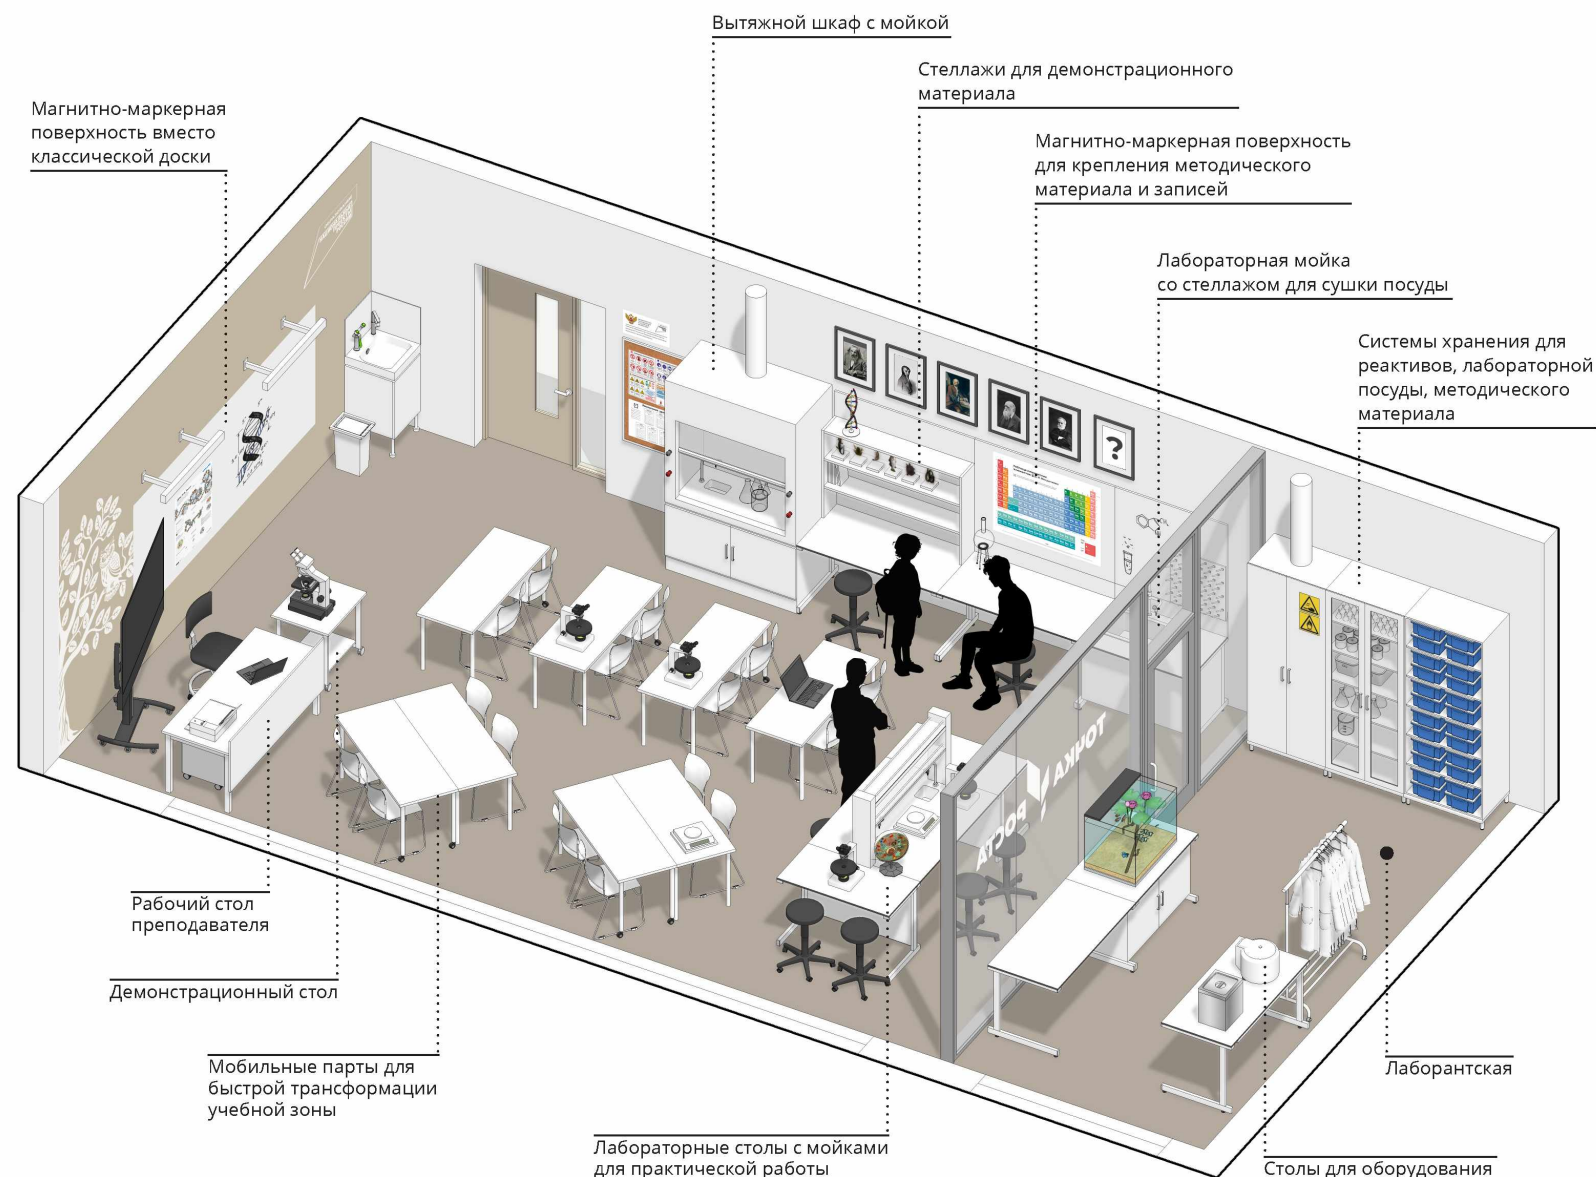 Вытяжной шкаф с мойкой
Стеллажи для демонстрационного
материала
Магнитно-маркерная
поверхность вместо
классической доски
Магнитно-маркерная поверхность
для крепления методического
материала и записей
Лабораторная мойка
со стеллажом для сушки посуды
Системы хранения для
реактивов, лабораторной
посуды, методического
материала
?
ТОЧКА
РОСТА
Рабочий стол
преподавателя
Демонстрационный стол
Мобильные парты для
быстрой трансформации
учебной зоны
Лабораторные столы с мойками
для практической работы
Лаборантская
Столы для оборудования